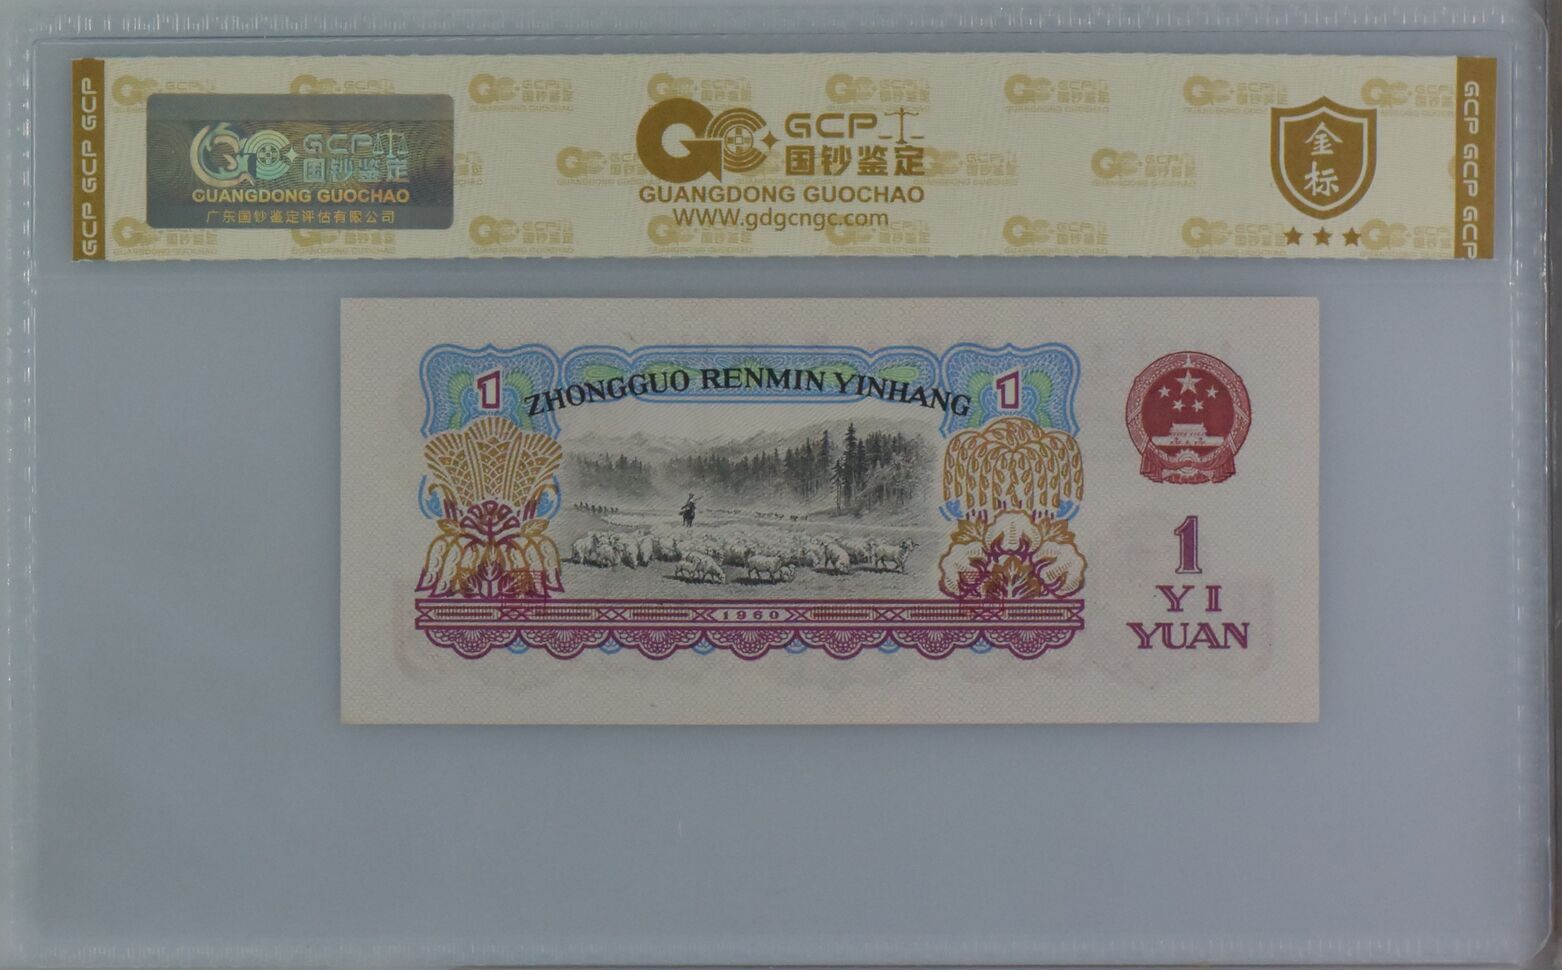 GCP GCP GCP
GCP
国钞鉴定
GUANGDONG GUOCHAO
广东国钞鉴定评估有限公司
GCP
国钞鉴定
GUANGDONG GUOCHAO
WWW.gdgcngc.com
金
标
GCP GCP GCP
1
ZHONGGUO RENMIN YINHANG
1
1960
1
YI
YUAN